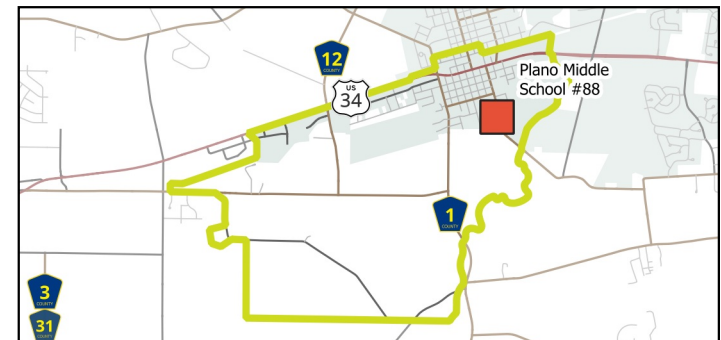 12
COUNTY
US
34
Plano Middle
School #88
1
COUNTY
3
COUNTY
31
COUNTY